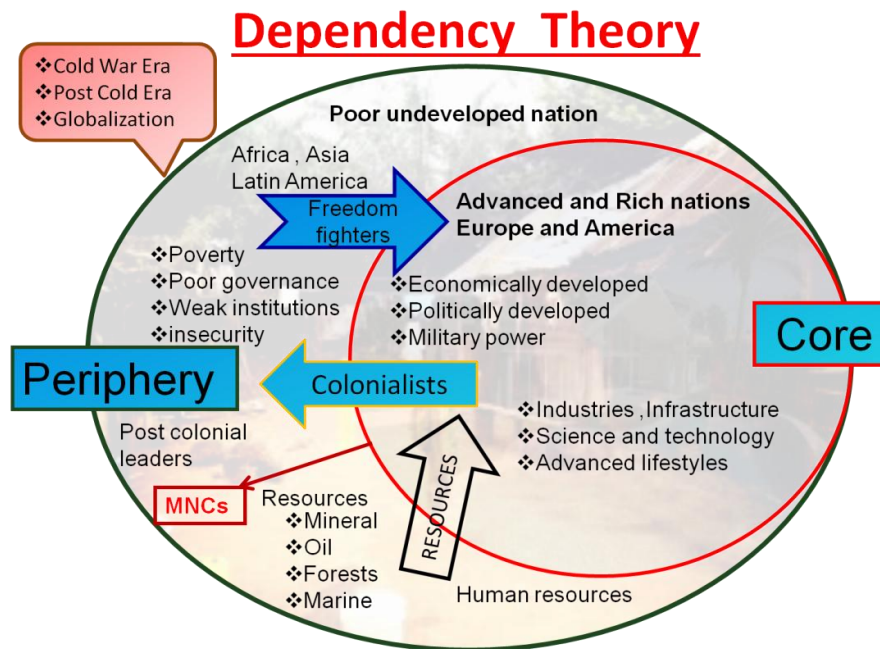 Dependency Theory
❖Cold War Era
❖Post Cold Era
❖Globalization
Poor undeveloped nation
Africa , Asia
Latin America
Freedom
fighters
Advanced and Rich nations
Europe and America
❖Poverty
❖Poor governance
❖Weak institutions
❖insecurity
❖Economically developed
❖Politically developed
❖Military power
Periphery
Colonialists
Core
❖Industries ,Infrastructure
❖Science and technology
❖Advanced lifestyles
Post colonial
leaders
MNCs
Resources
❖Mineral
❖Oil
❖Forests
❖Marine
RESOURCES
Human resources